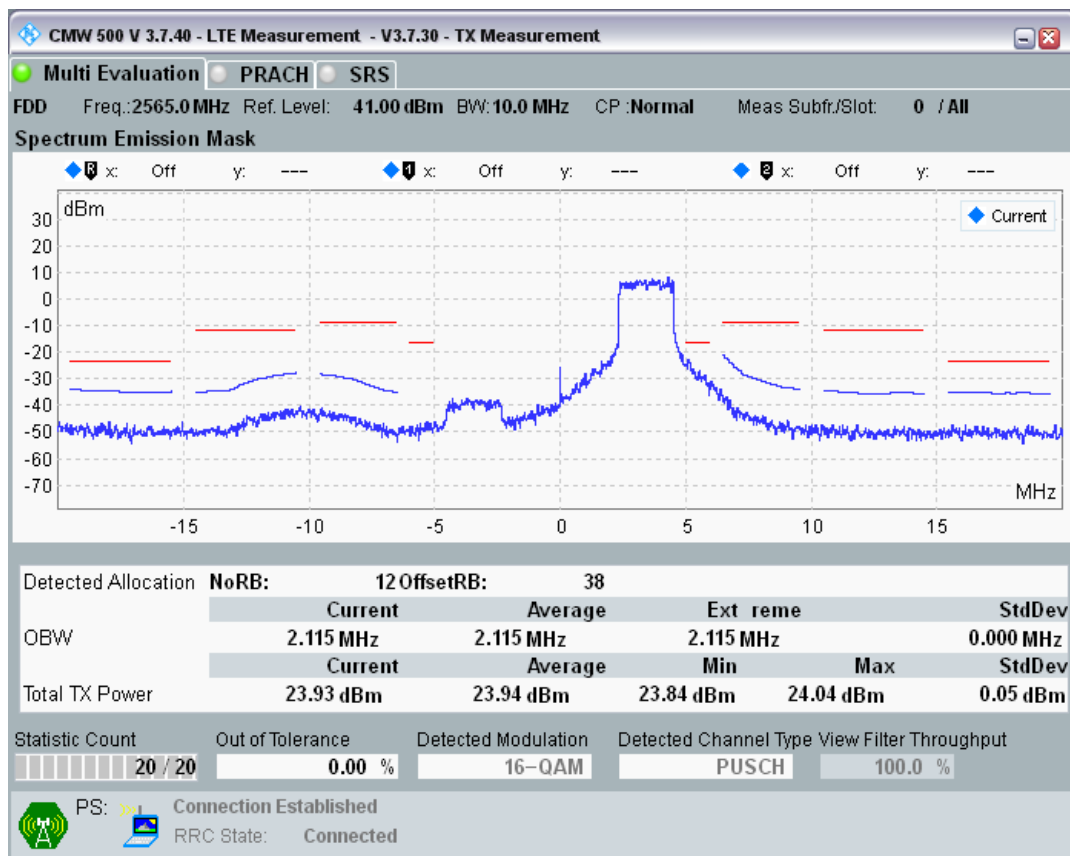 CMW 500 V 3.7.40 - LTE Measurement - V3.7.30 - TX Measurement
Multi Evaluation PRACH SRS
FDD Freg.:2565.0 MHz Ref. Level: 41.00 dBm BW: 10.0 MHz CP :Normal Meas Subfr./Slot: 0 / All
Spectrum Emission Mask
R x: Off y: --- 1 x: Off y: --- 2 x: Off y: ---
dBm
Current
30
20
10
0
-10
-20
-30
-40
-50
-60
-70
MHz
-15 -10 -5 0 5 10 15
Detected Allocation NoRB: 12 OffsetRB: 38
Current Average Ext reme StdDev
OBW 2.115 MHz 2.115 MHz 2.115 MHz 0.000 MHz
Current Average Min Max StdDev
Total TX Power 23.93 dBm 23.94 dBm 23.84 dBm 24.04 dBm 0.05 dBm
Statistic Count Out of Tolerance Detected Modulation Detected Channel Type View Filter Throughput
20 / 20 0.00 % 16-QAM PUSCH 100.0 %
PS: Connection Established
RRC State: Connected